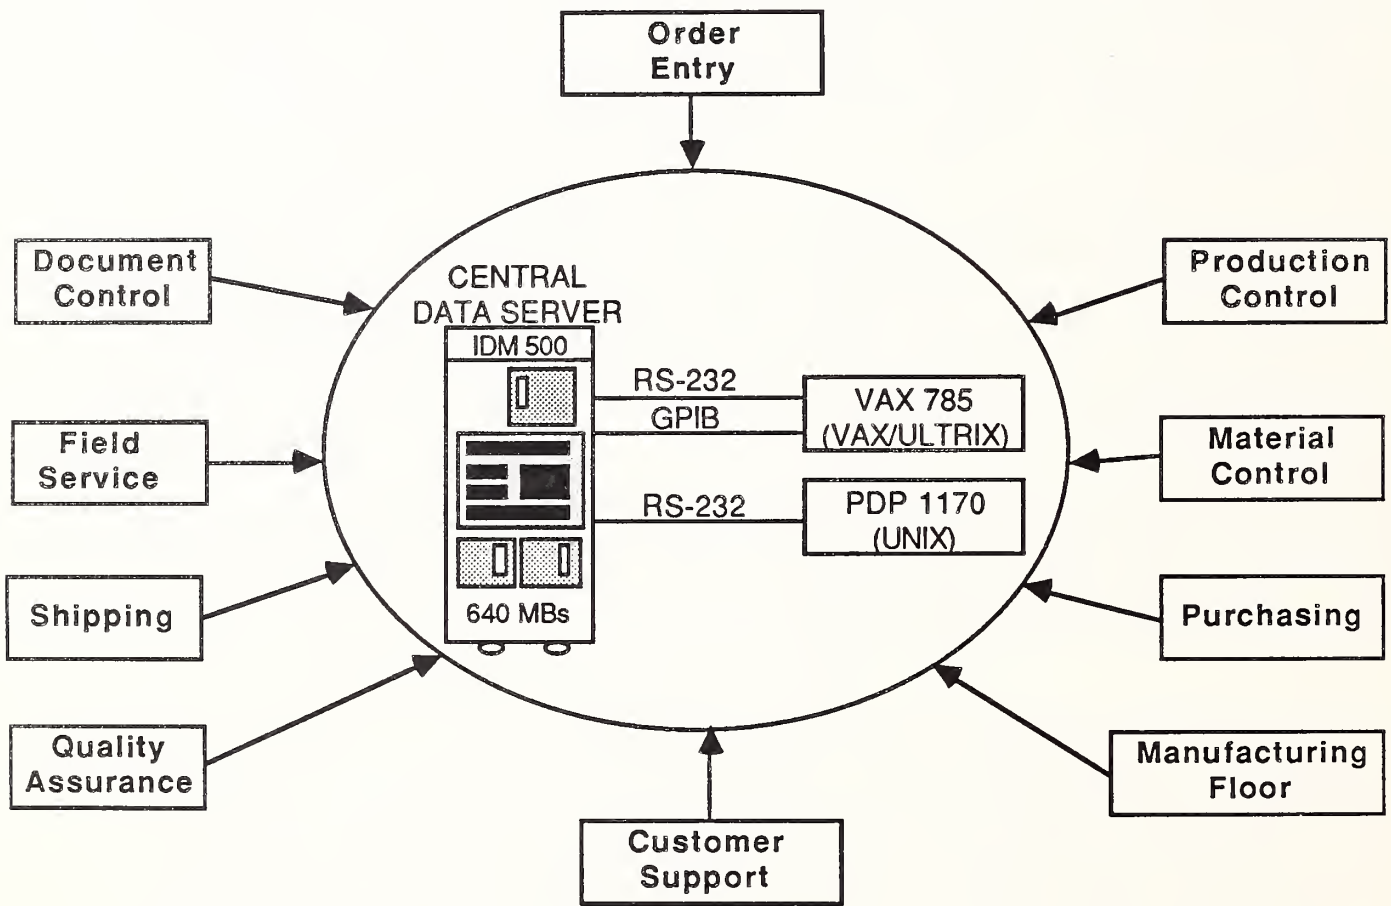 Order
Entry
Document
Control
Production
Control
CENTRAL
DATA SERVER
IDM 500
RS-232
GPIB
VAX 785
(VAX/ULTRIX)
Field
Service
Material
Control
RS-232
PDP 1170
(UNIX)
640 MBs
Shipping
Purchasing
Quality
Assurance
Manufacturing
Floor
Customer
Support